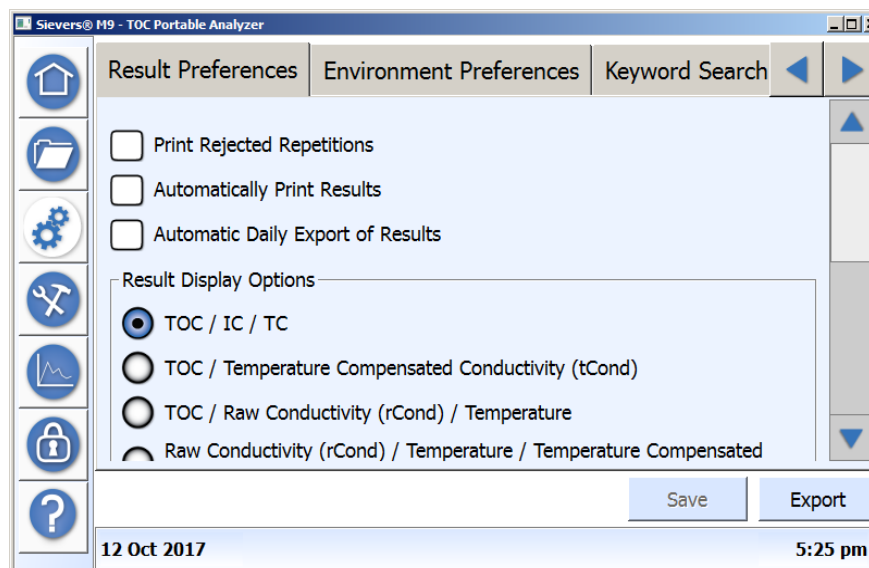 Sievers® M9 - TOC Portable Analyzer
Result Preferences
Environment Preferences
Keyword Search
Print Rejected Repetitions
Automatically Print Results
Automatic Daily Export of Results
Result Display Options
TOC / IC / TC
TOC / Temperature Compensated Conductivity (tCond)
TOC / Raw Conductivity (rCond) / Temperature
Raw Conductivity (rCond) / Temperature / Temperature Compensated
Save
Export
12 Oct 2017
5:25 pm